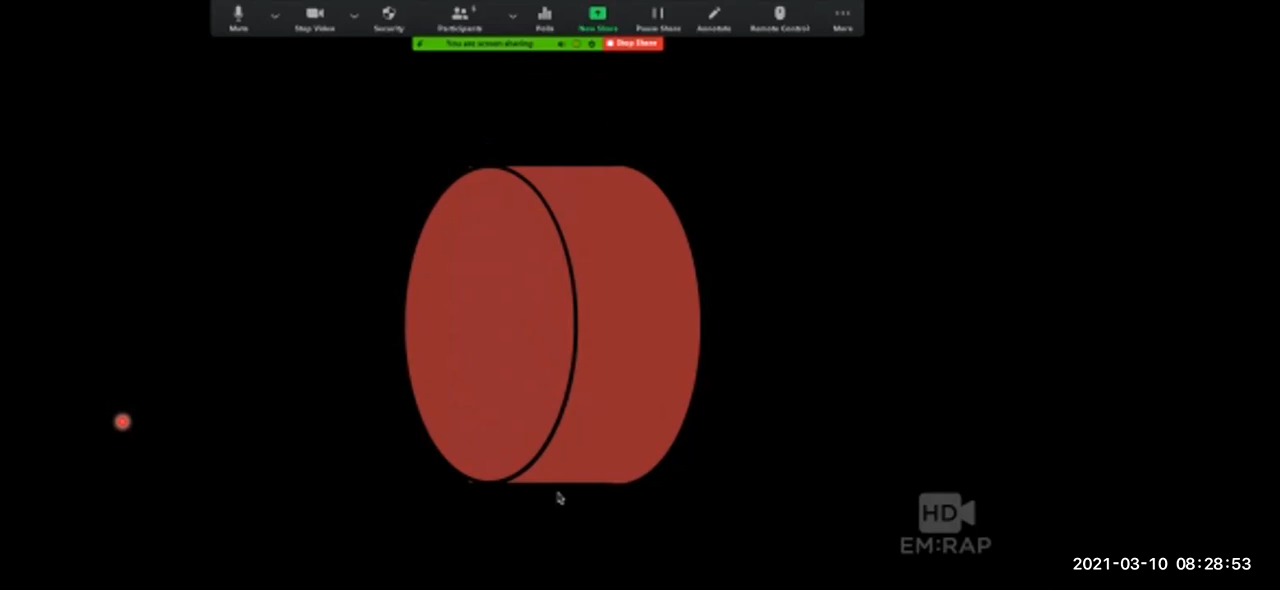 Mute Stop Video Security Participants 6 Polls New Share Pause Share Annotate Remote Control More
You are screen sharing Stop Share
HD
EM:RAP
2021-03-10 08:28:53